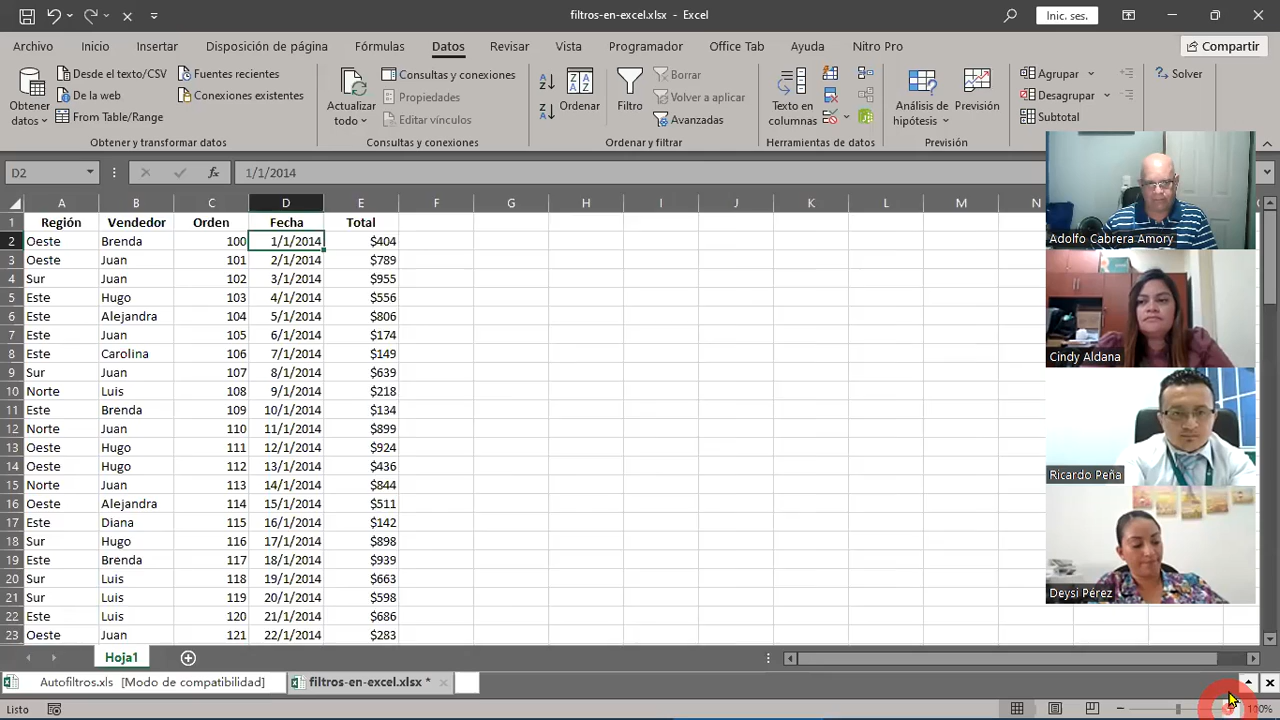 filtros-en-excel.xlsx - Excel
Inic. ses.
Archivo Inicio Insertar Disposición de página Fórmulas Datos Revisar Vista Programador Office Tab Ayuda Nitro Pro Compartir
Obtener datos
Desde el texto/CSV
De la web
From Table/Range
Fuentes recientes
Conexiones existentes
Obtener y transformar datos
Actualizar todo
Consultas y conexiones
Propiedades
Editar vínculos
Consultas y conexiones
Ordenar
Filtro
Borrar
Volver a aplicar
Avanzadas
Ordenar y filtrar
Texto en columnas
Herramientas de datos
Análisis de hipótesis
Previsión
Previsión
Agrupar
Desagrupar
Subtotal
Solver
D2 fx 1/1/2014
A B C D E F G H I J K L M N
1 Región Vendedor Orden Fecha Total
2 Oeste Brenda 100 1/1/2014 $404
3 Oeste Juan 101 2/1/2014 $785
4 Sur Juan 102 3/1/2014 $955
5 Este Hugo 103 4/1/2014 $556
6 Este Alejandra 104 5/1/2014 $806
7 Este Juan 105 6/1/2014 $174
8 Este Carolina 106 7/1/2014 $149
9 Sur Juan 107 8/1/2014 $639
10 Norte Luis 108 9/1/2014 $218
11 Este Brenda 109 10/1/2014 $134
12 Norte Juan 110 11/1/2014 $899
13 Oeste Hugo 111 12/1/2014 $924
14 Oeste Hugo 112 13/1/2014 $436
15 Norte Juan 113 14/1/2014 $440
16 Oeste Alejandra 114 15/1/2014 $511
17 Este Diana 115 16/1/2014 $142
18 Sur Hugo 116 17/1/2014 $898
19 Este Brenda 117 18/1/2014 $939
20 Sur Luis 118 19/1/2014 $663
21 Sur Luis 119 20/1/2014 $598
22 Este Luis 120 21/1/2014 $686
23 Oeste Juan 121 22/1/2014 $283
Adolfo Cabrera Amory
Cindy Aldana
Ricardo Peña
Deysi Pérez
Hoja1
Autofiltros.xls [Modo de compatibilidad] filtros-en-excel.xlsx *
Listo 100%